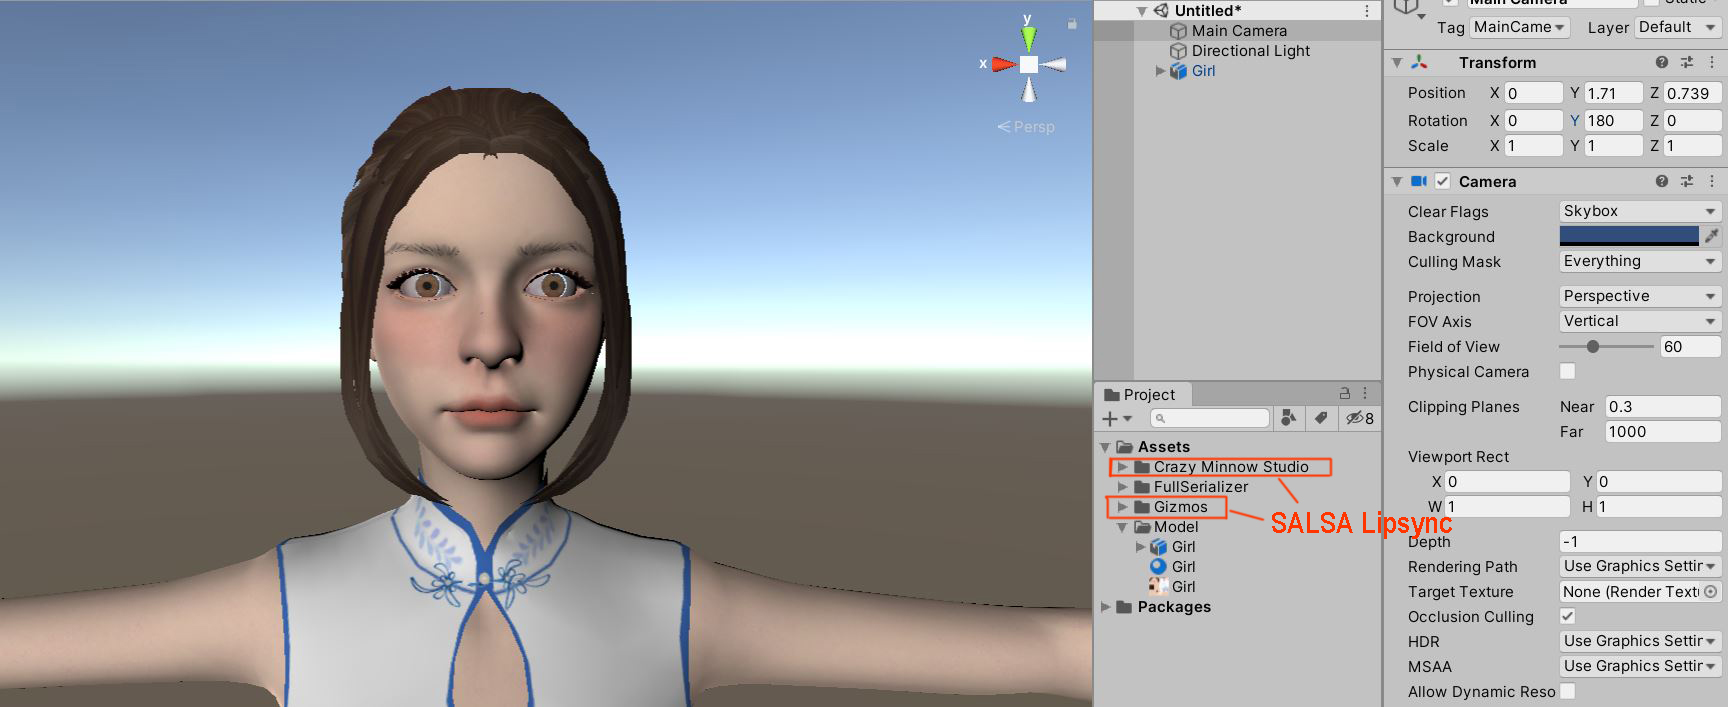 y
x
Persp
Untitled*
Main Camera
Directional Light
Girl
Project
8
Assets
Crazy Minnow Studio
FullSerializer
Gizmos
Model
Girl
Girl
Girl
Packages
SALSA Lipsync
Main Camera
Static
Tag MainCame Layer Default
Transform
Position X 0 Y 1.71 Z 0.739
Rotation X 0 Y 180 Z 0
Scale X 1 Y 1 Z 1
Camera
Clear Flags Skybox
Background
Culling Mask Everything
Projection Perspective
FOV Axis Vertical
Field of View 60
Physical Camera
Clipping Planes Near 0.3
Far 1000
Viewport Rect
X 0 Y 0
W 1 H 1
Depth -1
Rendering Path Use Graphics Settir
Target Texture None (Render Textu
Occlusion Culling
HDR Use Graphics Settir
MSAA Use Graphics Settir
Allow Dynamic Reso